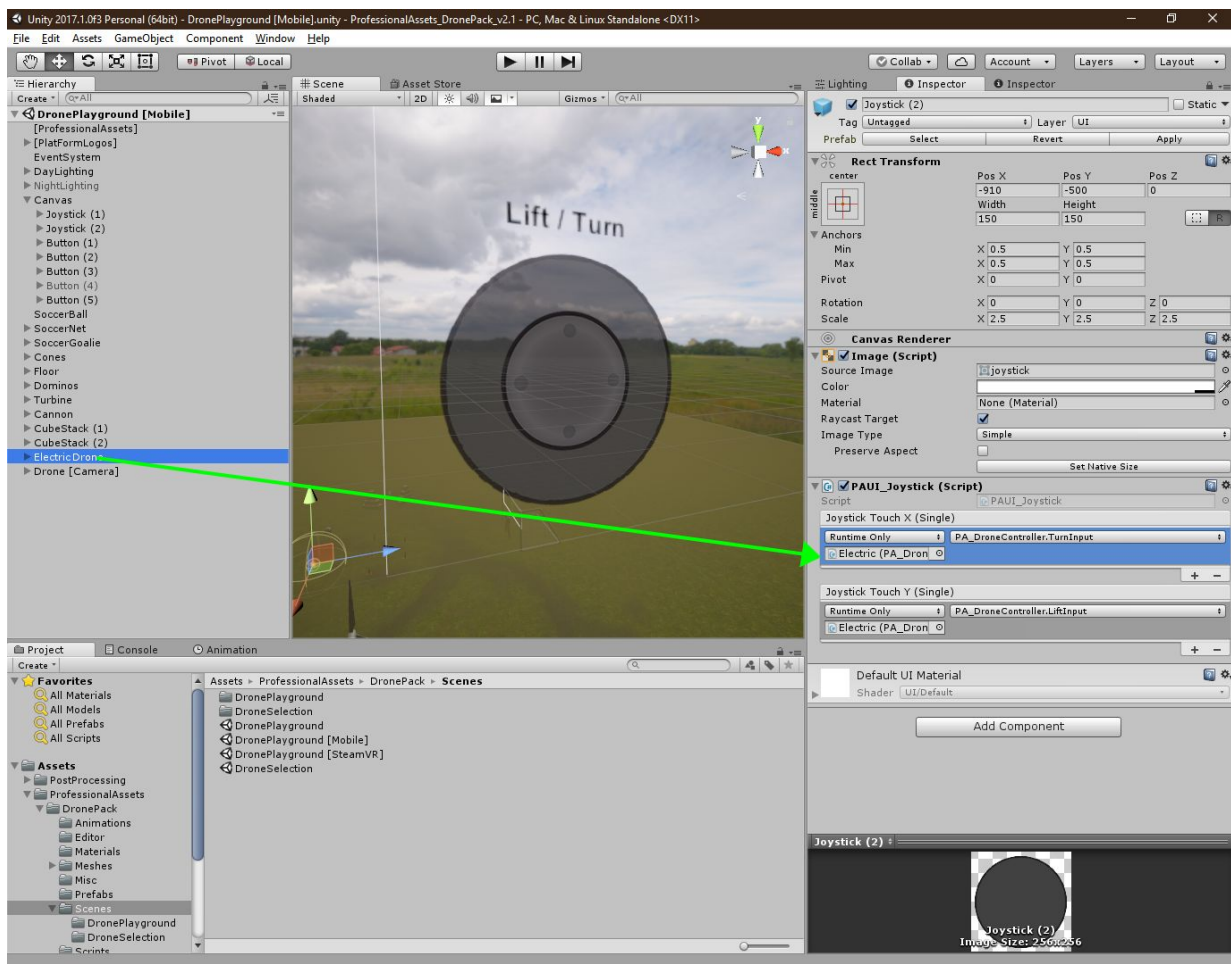 Unity 2017.1.0f3 Personal (64bit) - DronePlayground [Mobile].unity - ProfessionalAssets_DronePack_v2.1 - PC, Mac & Linux Standalone <DX11>
File Edit Assets GameObject Component Window Help
Pivot Local Collab Account Layers Layout
Hierarchy
Create All
DronePlayground [Mobile]
[ProfessionalAssets]
[PlatFormLogos]
EventSystem
DayLighting
NightLighting
Canvas
Joystick (1)
Joystick (2)
Button (1)
Button (2)
Button (3)
Button (4)
Button (5)
SoccerBall
SoccerNet
SoccerGoalie
Cones
Floor
Dominos
Turbine
Cannon
CubeStack (1)
CubeStack (2)
Electric Drone
Drone [Camera]
Scene Asset Store
Shaded 2D Gizmos All
y
x
Lift / Turn
Lighting Inspector Inspector
Joystick (2) Static
Tag Untagged Layer UI
Prefab Select Revert Apply
Rect Transform
center Pos X Pos Y Pos Z
middle
-910 -500 0
Width Height
150 150 R
Anchors
Min X 0.5 Y 0.5
Max X 0.5 Y 0.5
Pivot X 0 Y 0
Rotation X 0 Y 0 Z 0
Scale X 2.5 Y 2.5 Z 2.5
Canvas Renderer
Image (Script)
Source Image joystick
Color
Material None (Material)
Raycast Target
Image Type Simple
Preserve Aspect
Set Native Size
PAUI_Joystick (Script)
Script PAUI_Joystick
Joystick Touch X (Single)
Runtime Only PA_DroneController.TurnInput
Electric (PA_Dron
+ -
Joystick Touch Y (Single)
Runtime Only PA_DroneController.LiftInput
Electric (PA_Dron
+ -
Default UI Material
Shader UI/Default
Add Component
Project Console Animation
Create
Favorites
All Materials
All Models
All Prefabs
All Scripts
Assets
PostProcessing
ProfessionalAssets
DronePack
Animations
Editor
Materials
Meshes
Misc
Prefabs
Scenes
DronePlayground
DroneSelection
Scripts
Assets ▸ ProfessionalAssets ▸ DronePack ▸ Scenes
DronePlayground
DroneSelection
DronePlayground
DronePlayground [Mobile]
DronePlayground [SteamVR]
DroneSelection
Joystick (2)
Joystick (2)
Image Size: 256x256